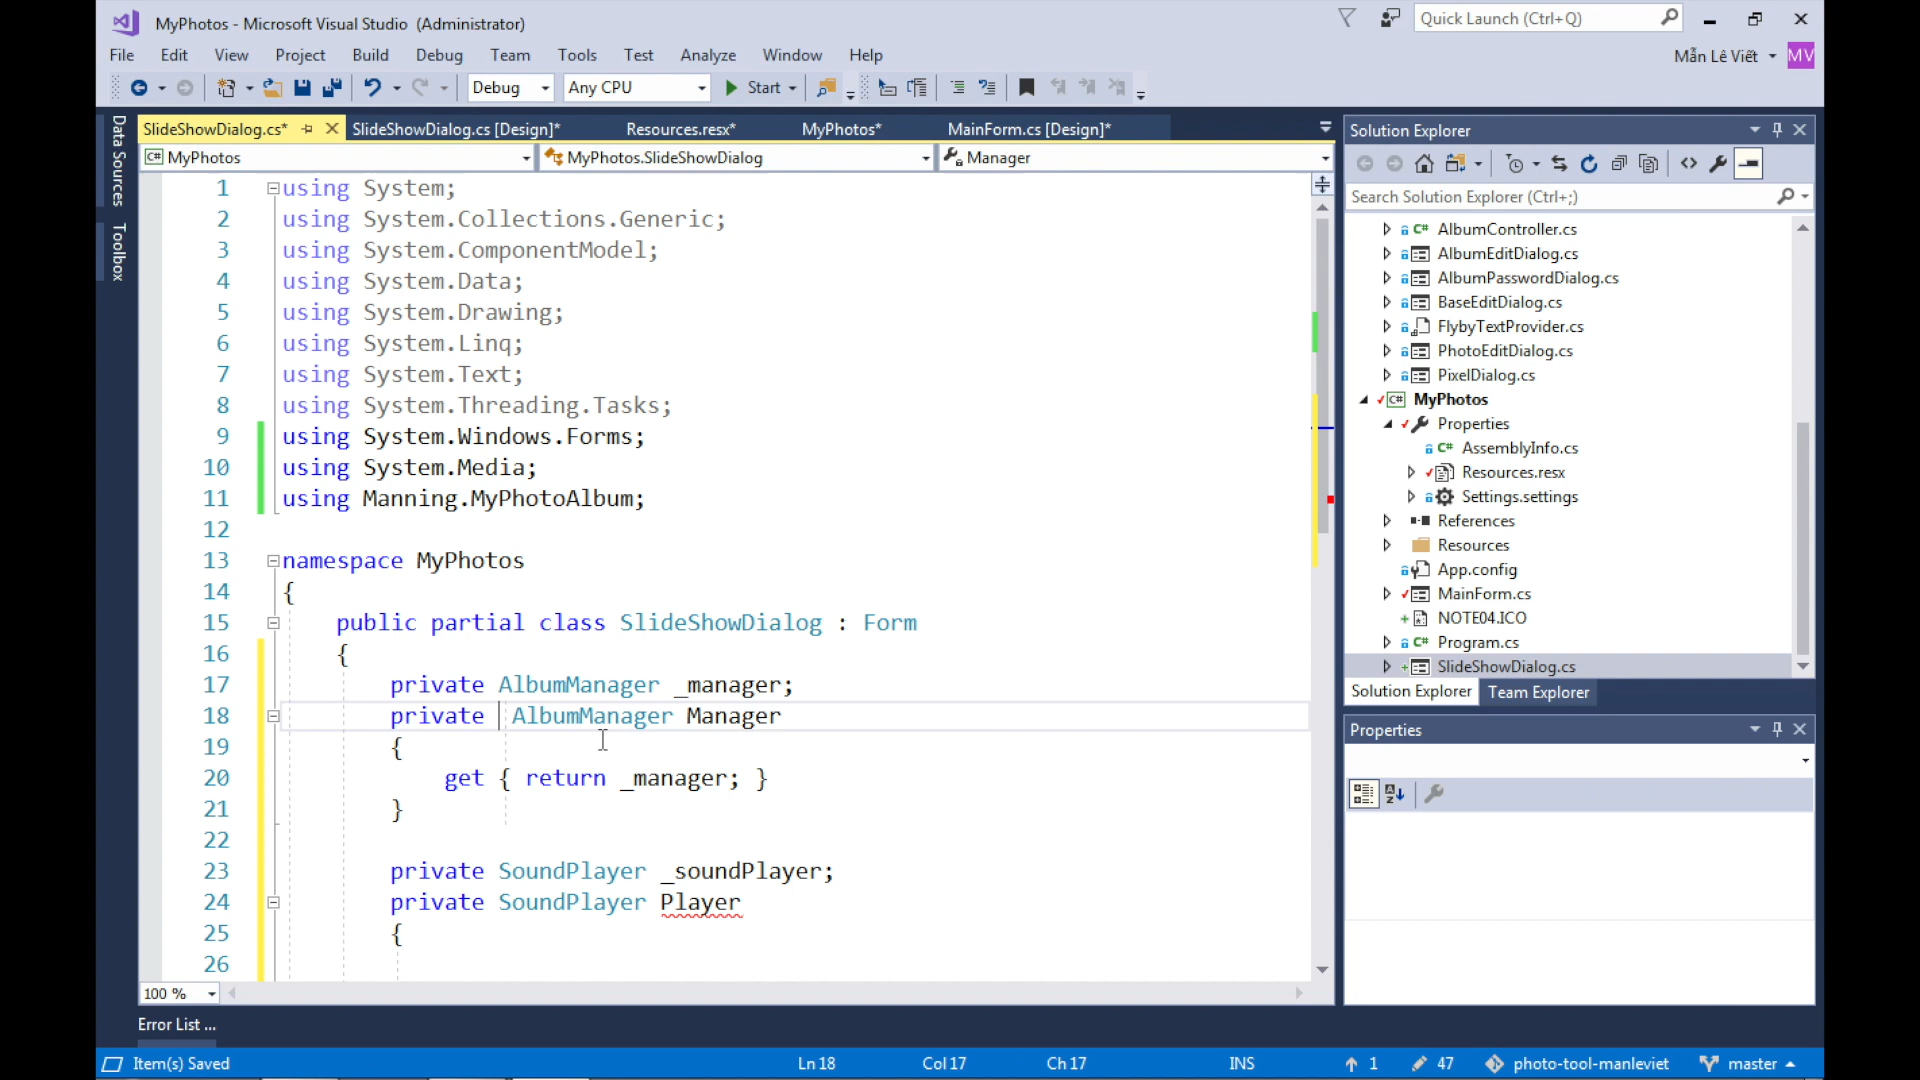 MyPhotos - Microsoft Visual Studio (Administrator)
Quick Launch (Ctrl+Q)
File Edit View Project Build Debug Team Tools Test Analyze Window Help
Mẫn Lê Viết MV
Debug Any CPU Start
Data Sources
Toolbox
SlideShowDialog.cs* SlideShowDialog.cs [Design]* Resources.resx* MyPhotos* MainForm.cs [Design]*
C# MyPhotos MyPhotos.SlideShowDialog Manager
1 using System;
2 using System.Collections.Generic;
3 using System.ComponentModel;
4 using System.Data;
5 using System.Drawing;
6 using System.Linq;
7 using System.Text;
8 using System.Threading.Tasks;
9 using System.Windows.Forms;
10 using System.Media;
11 using Manning.MyPhotoAlbum;
12
13 namespace MyPhotos
14 {
15 public partial class SlideShowDialog : Form
16 {
17 private AlbumManager _manager;
18 private AlbumManager Manager
19 {
20 get { return _manager; }
21 }
22
23 private SoundPlayer _soundPlayer;
24 private SoundPlayer Player
25 {
26
100 %
Error List ...
Solution Explorer
Search Solution Explorer (Ctrl+;)
C# AlbumController.cs
AlbumEditDialog.cs
AlbumPasswordDialog.cs
BaseEditDialog.cs
FlybyTextProvider.cs
PhotoEditDialog.cs
PixelDialog.cs
C# MyPhotos
Properties
C# AssemblyInfo.cs
Resources.resx
Settings.settings
References
Resources
App.config
MainForm.cs
NOTE04.ICO
C# Program.cs
SlideShowDialog.cs
Solution Explorer Team Explorer
Properties
Item(s) Saved Ln 18 Col 17 Ch 17 INS 1 47 photo-tool-manleviet master